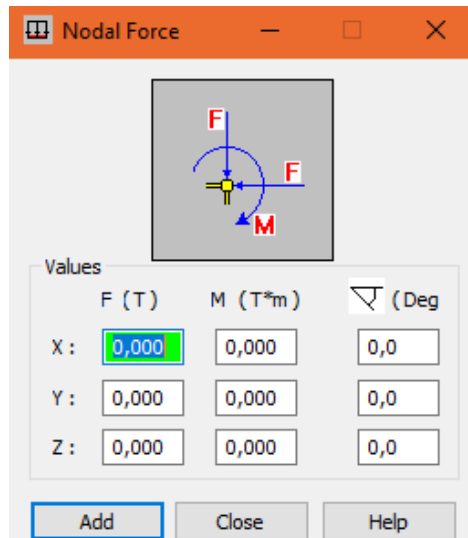 Nodal Force
F
F
M
Values
F (T) M (T*m) (Deg
X: 0,000 0,000 0,0
Y: 0,000 0,000 0,0
Z: 0,000 0,000 0,0
Add Close Help